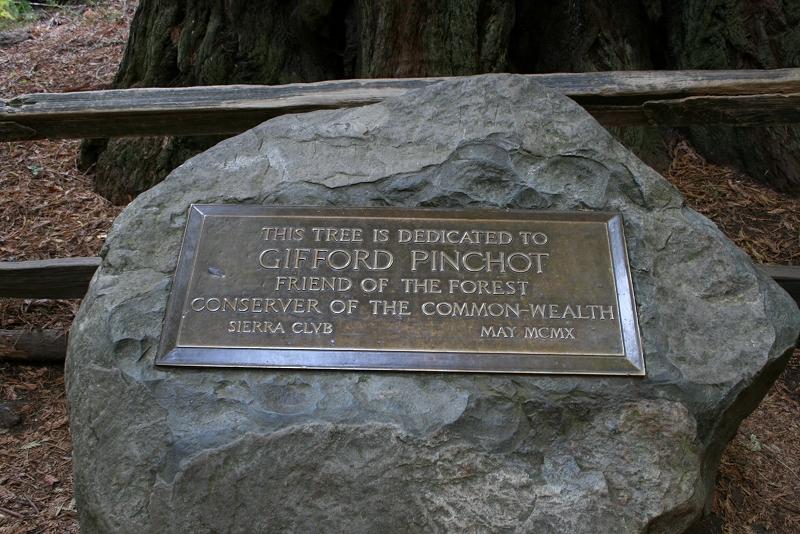 THIS TREE IS DEDICATED TO
GIFFORD PINCHOT
FRIEND OF THE FOREST
CONSERVER OF THE COMMON-WEALTH
SIERRA CLVB MAY MCMX